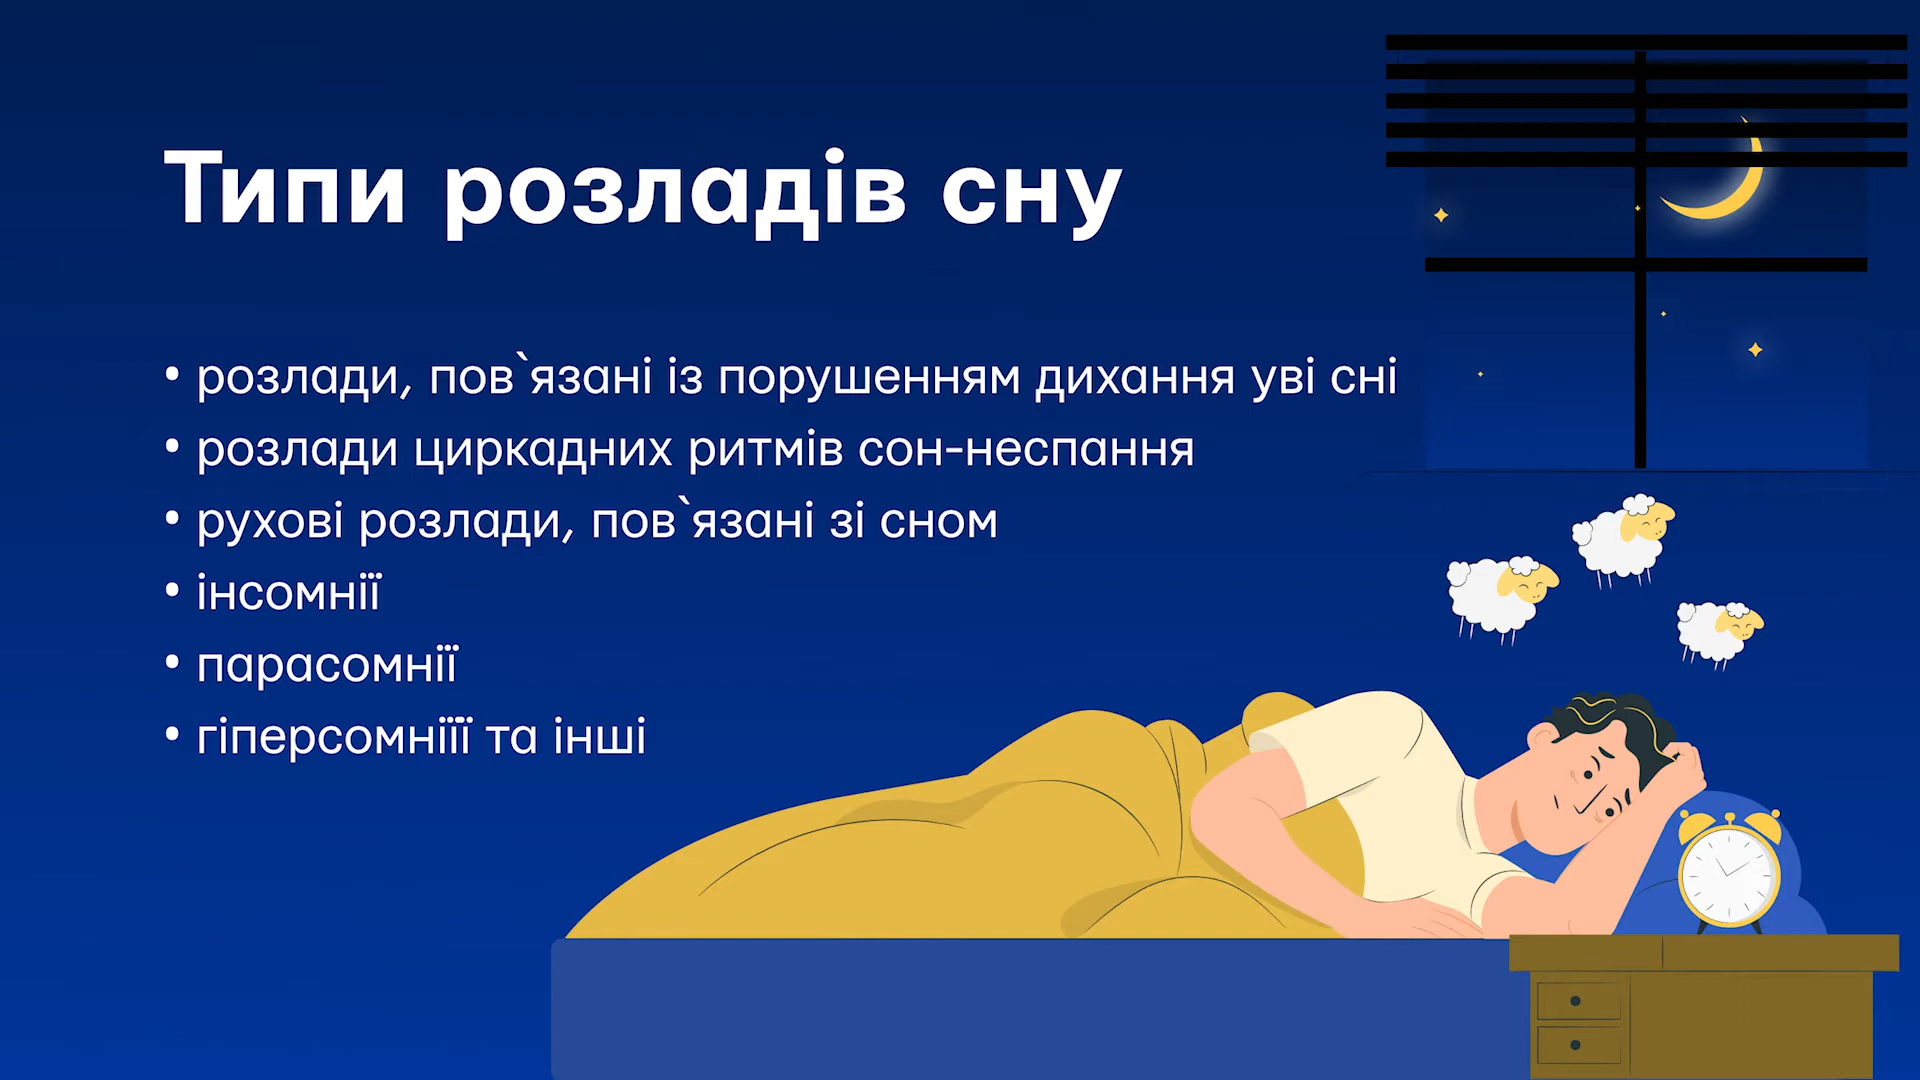 Типи розладів сну
• розлади, пов`язані із порушенням дихання уві сні
• розлади циркадних ритмів сон-неспання
• рухові розлади, пов`язані зі сном
• інсомнії
• парасомнії
• гіперсомніїї та інші